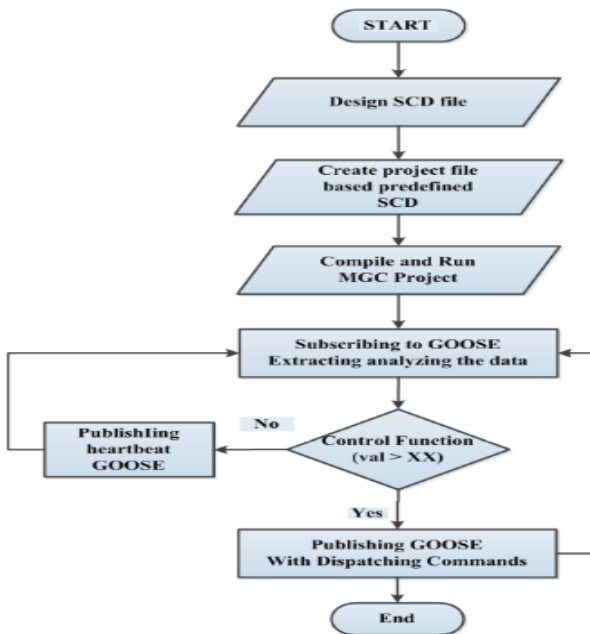 START
Design SCD file
Create project file
based predefined
SCD
Compile and Run
MGC Project
Subscribing to GOOSE
Extracting analyzing the data
No
PublishIing
heartbeat
GOOSE
Control Function
(val > XX)
Yes
Publishing GOOSE
With Dispatching Commands
End